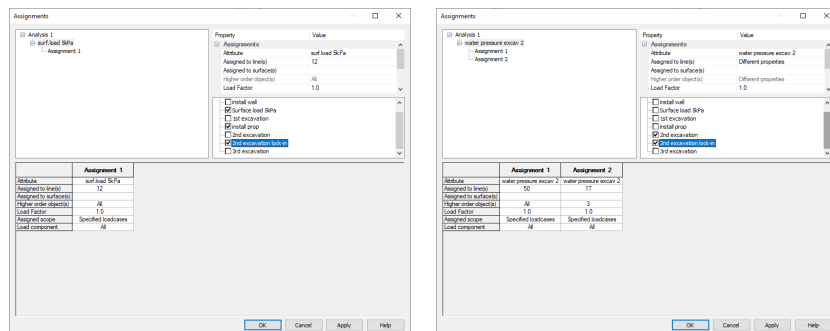 Assignments
Analysis 1
surf.load 5kPa
Assignment 1
Property Value
Assignments
Attribute surf.load 5kPa
Assigned to line(s) 12
Assigned to surface(s)
Higher order object(s) All
Load Factor 1.0
install wall
Surface load 5kPa
1st excavation
install prop
2nd excavation
2nd excavation lock-in
3rd excavation
Assignment 1
Attribute surf.load 5kPa
Assigned to line(s) 12
Assigned to surface(s)
Higher order object(s) All
Load Factor 1.0
Assigned scope Specified loadcases
Load component All
OK Cancel Apply Help
Assignments
Analysis 1
water pressure excav 2
Assignment 1
Assignment 2
Property Value
Assignments
Attribute water pressure excav 2
Assigned to line(s) Different properties
Assigned to surface(s)
Higher order object(s) Different properties
Load Factor 1.0
install wall
Surface load 5kPa
1st excavation
install prop
2nd excavation
2nd excavation lock-in
3rd excavation
Assignment 1 Assignment 2
Attribute water pressure excav 2 water pressure excav 2
Assigned to line(s) 50 17
Assigned to surface(s)
Higher order object(s) All 3
Load Factor 1.0 1.0
Assigned scope Specified loadcases Specified loadcases
Load component All All
OK Cancel Apply Help